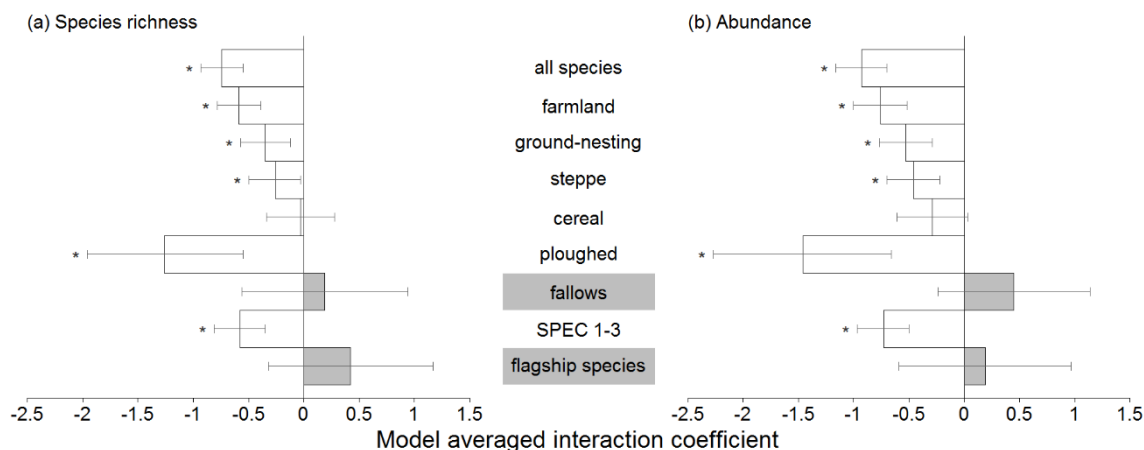 (a) Species richness
(b) Abundance
* all species *
* farmland *
* ground-nesting *
* steppe *
cereal
* ploughed *
fallows
* SPEC 1-3 *
flagship species
-2.5 -2 -1.5 -1 -0.5 0 0.5 1 1.5
-2.5 -2 -1.5 -1 -0.5 0 0.5 1 1.5
Model averaged interaction coefficient